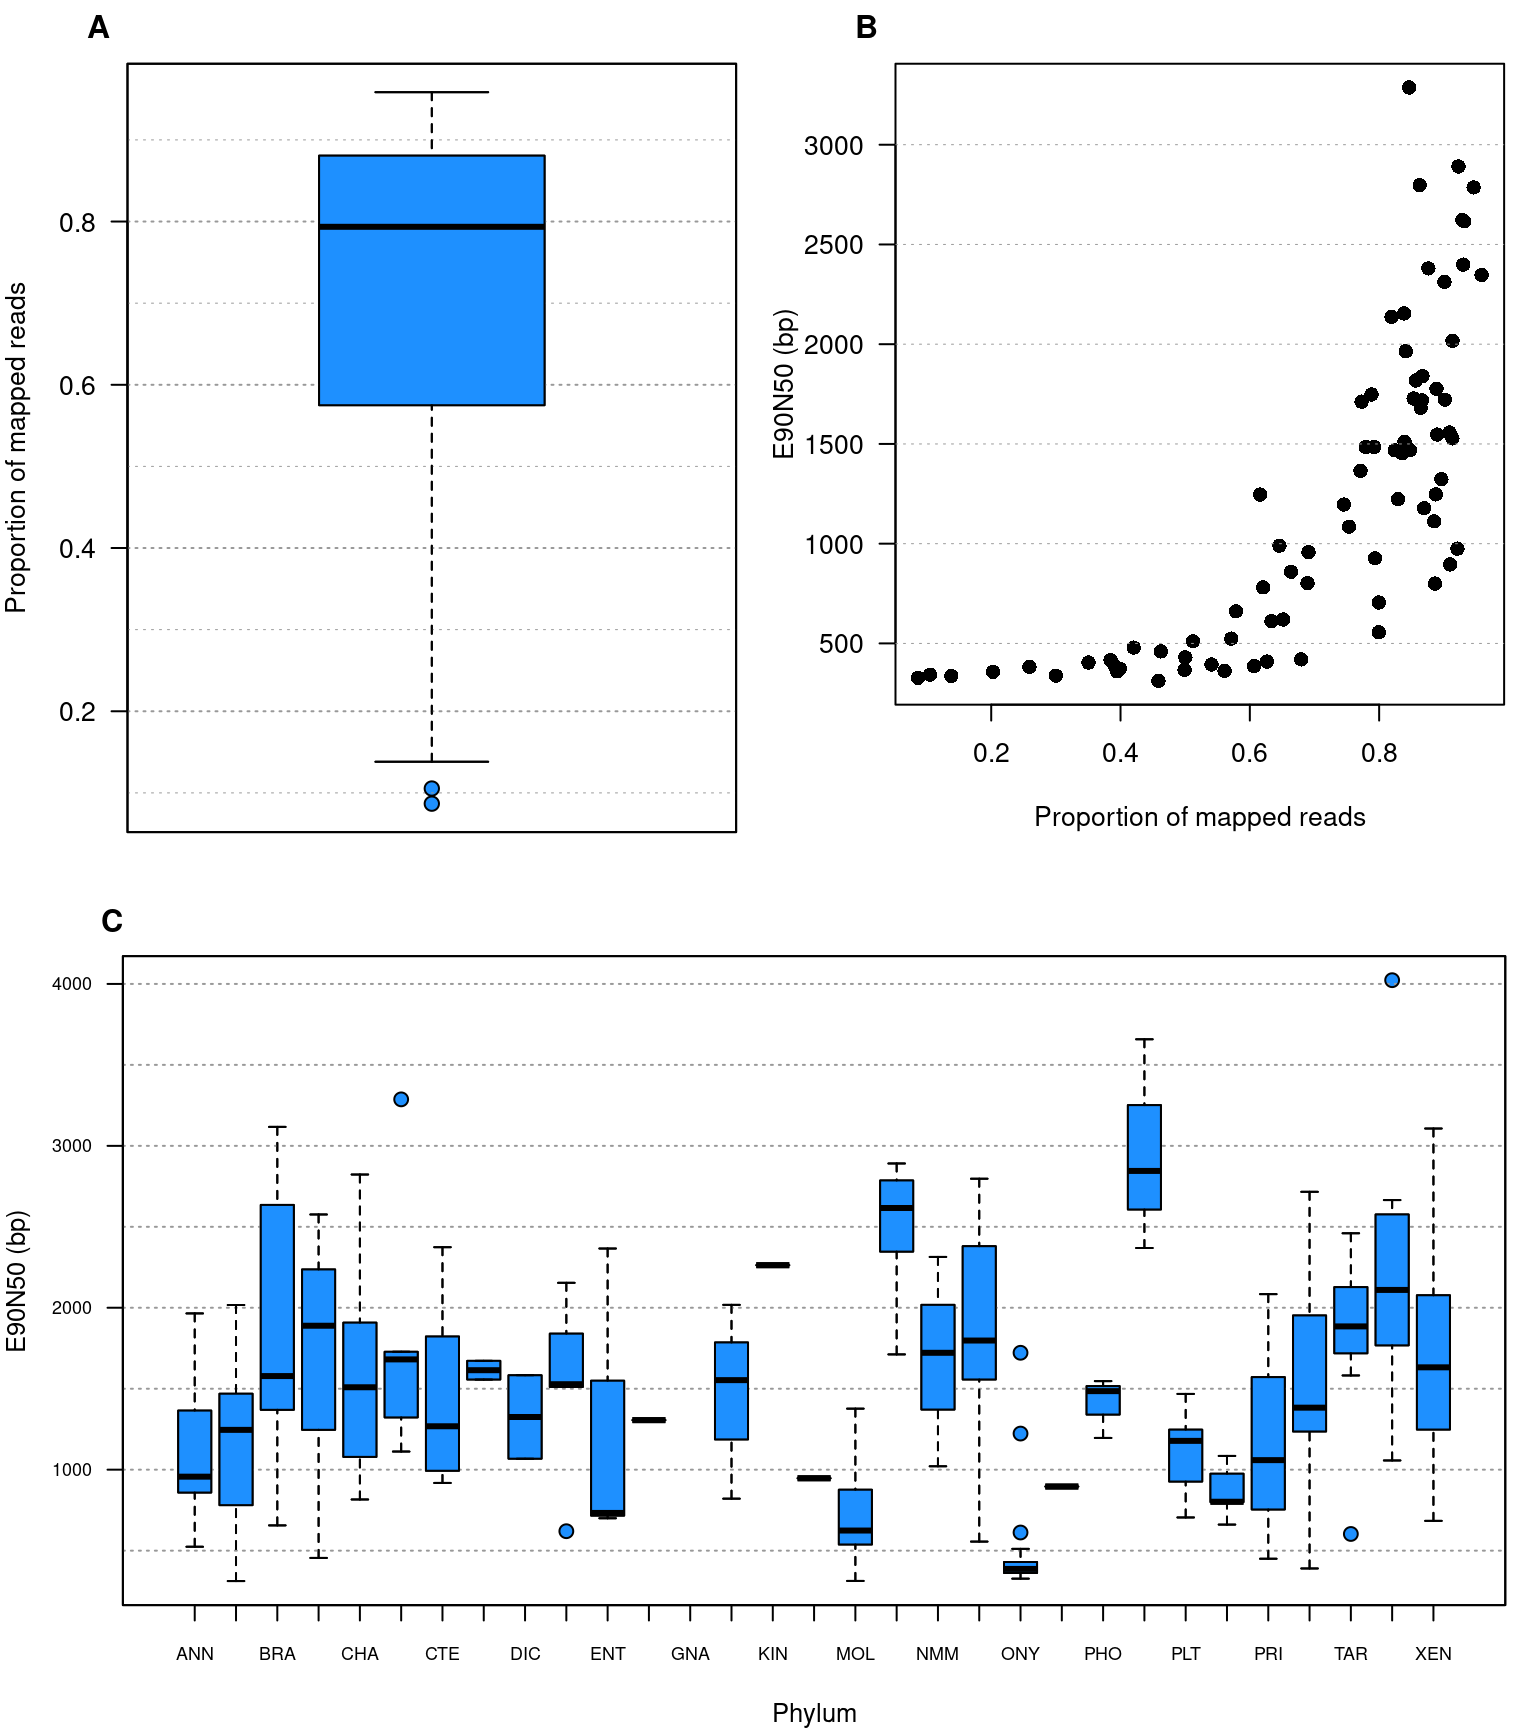 A
B
Proportion of mapped reads
0.8
0.6
0.4
0.2
E90N50 (bp)
3000
2500
2000
1500
1000
500
0.2 0.4 0.6 0.8
Proportion of mapped reads
C
E90N50 (bp)
4000
3000
2000
1000
ANN BRA CHA CTE DIC ENT GNA KIN MOL NMM ONY PHO PLT PRI TAR XEN
Phylum